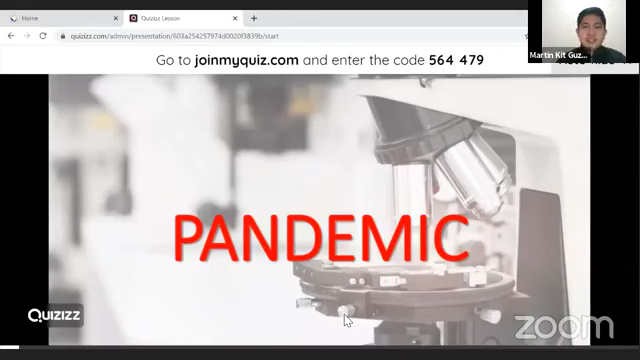 Home
Quizizz Lesson
quizizz.com/admin/presentation/603a254257974d0020f3839b/start
Go to joinmyquiz.com and enter the code 564 479
Martin Kit Guz...
PANDEMIC
Quizizz
zoom